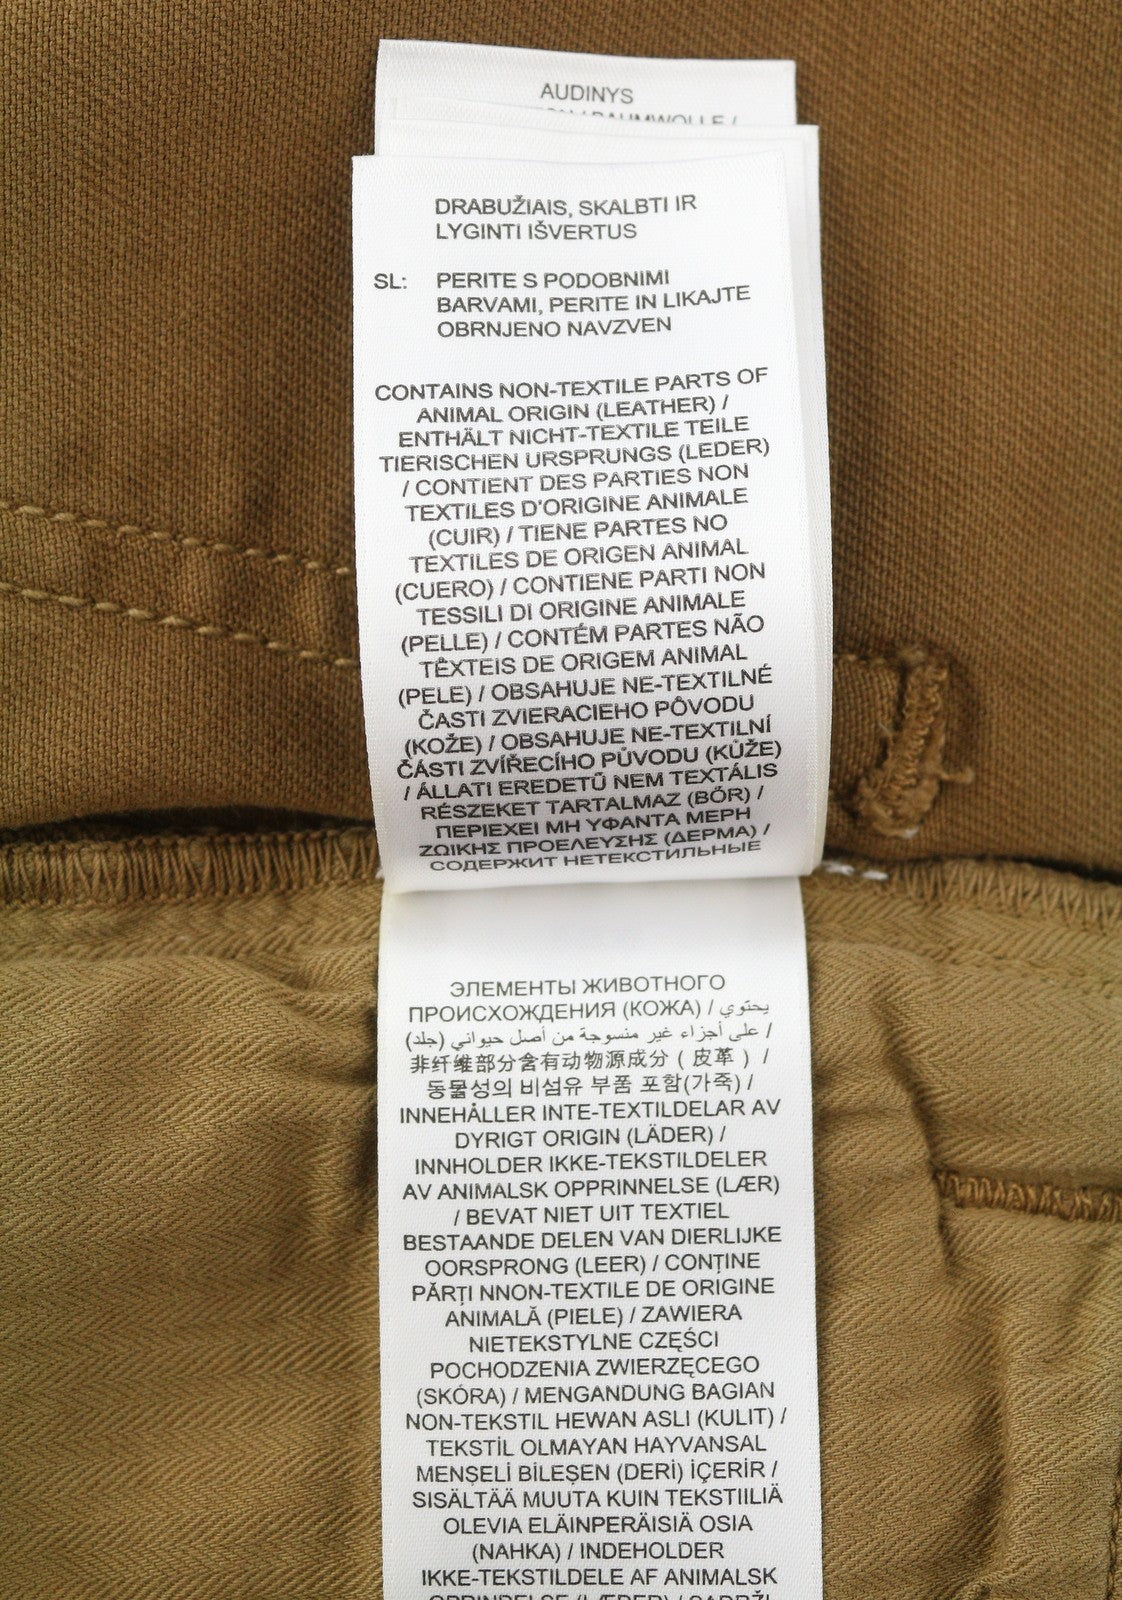 AUDINYS
BAUMWOLLE /
DRABUŽIAIS, SKALBTI IR
LYGINTI IŠVERTUS
SL: PERITE S PODOBNIMI
BARVAMI, PERITE IN LIKAJTE
OBRNJENO NAVZVEN
CONTAINS NON-TEXTILE PARTS OF
ANIMAL ORIGIN (LEATHER) /
ENTHÄLT NICHT-TEXTILE TEILE
TIERISCHEN URSPRUNGS (LEDER)
/ CONTIENT DES PARTIES NON
TEXTILES D'ORIGINE ANIMALE
(CUIR) / TIENE PARTES NO
TEXTILES DE ORIGEN ANIMAL
(CUERO) / CONTIENE PARTI NON
TESSILI DI ORIGINE ANIMALE
(PELLE) / CONTÉM PARTES NÃO
TÊXTEIS DE ORIGEM ANIMAL
(PELE) / OBSAHUJE NE-TEXTILNÉ
ČASTI ZVIERACIEHO PÔVODU
(KOŽE) / OBSAHUJE NE-TEXTILNÍ
ČÁSTI ZVÍŘECÍHO PŮVODU (KŮŽE)
/ ÁLLATI EREDETŰ NEM TEXTÁLIS
RÉSZEKET TARTALMAZ (BŐR) /
ΠΕΡΙΕΧΕΙ ΜΗ ΥΦΑΝΤΑ ΜΕΡΗ
ΖΩΙΚΗΣ ΠΡΟΕΛΕΥΣΗΣ (ΔΕΡΜΑ) /
СОДЕРЖИТ НЕТЕКСТИЛЬНЫЕ
ЭЛЕМЕНТЫ ЖИВОТНОГО
ПРОИСХОЖДЕНИЯ (КОЖА) / يحتوي
على أجزاء غير منسوجة من أصل حيواني (جلد) /
非纤维部分含有动物源成分 ( 皮革 ) /
동물성의 비섬유 부품 포함(가죽) /
INNEHÅLLER INTE-TEXTILDELAR AV
DYRIGT ORIGIN (LÄDER) /
INNHOLDER IKKE-TEKSTILDELER
AV ANIMALSK OPPRINNELSE (LÆR)
/ BEVAT NIET UIT TEXTIEL
BESTAANDE DELEN VAN DIERLIJKE
OORSPRONG (LEER) / CONȚINE
PĂRȚI NNON-TEXTILE DE ORIGINE
ANIMALĂ (PIELE) / ZAWIERA
NIETEKSTYLNE CZĘŚCI
POCHODZENIA ZWIERZĘCEGO
(SKÓRA) / MENGANDUNG BAGIAN
NON-TEKSTIL HEWAN ASLI (KULIT) /
TEKSTİL OLMAYAN HAYVANSAL
MENŞELİ BİLEŞEN (DERİ) İÇERİR /
SISÄLTÄÄ MUUTA KUIN TEKSTIILIÄ
OLEVIA ELÄINPERÄISIÄ OSIA
(NAHKA) / INDEHOLDER
IKKE-TEKSTILDELE AF ANIMALSK
OPRINDELSE (LÆDER) /